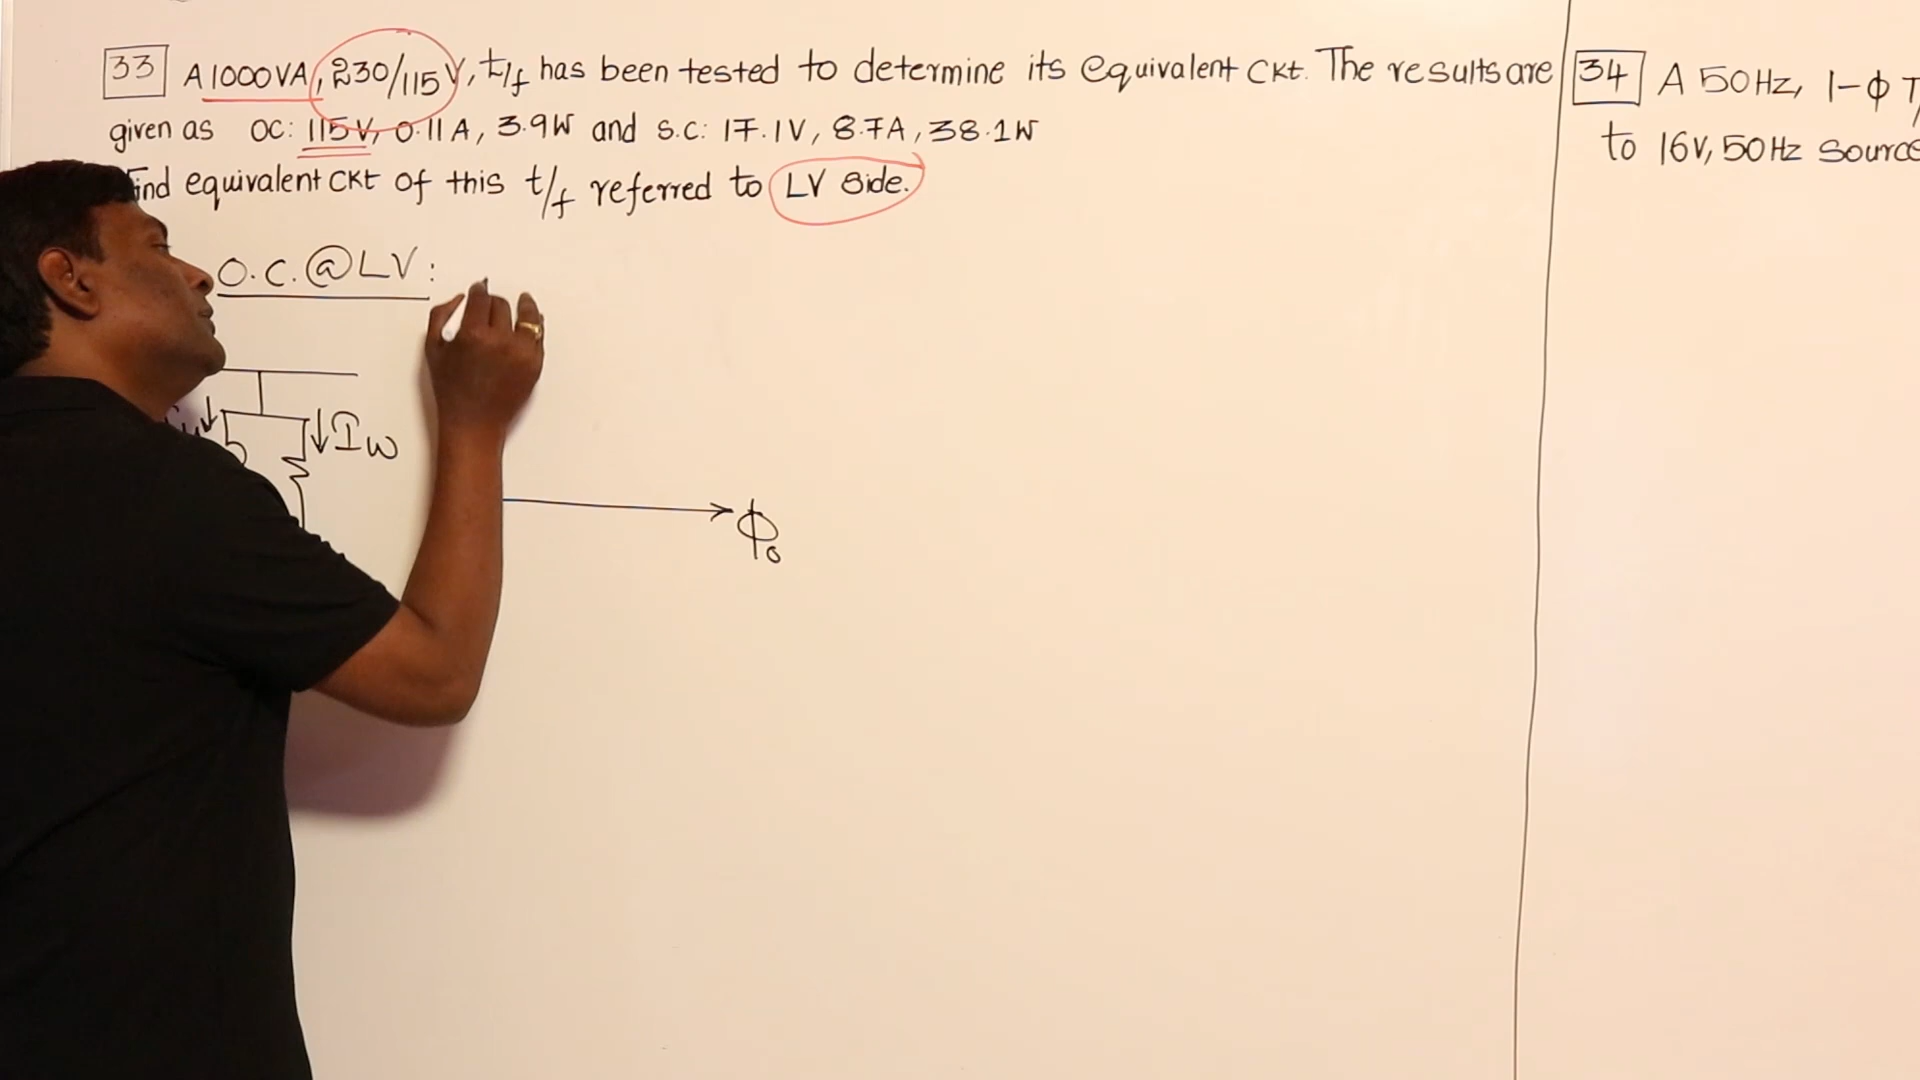 33 A 1000VA, 230/115V, t/f has been tested to determine its equivalent CKt. The results are
given as OC: 115V, 0.11A, 3.9W and S.C: 17.1V, 8.7A, 38.1W
equivalent CKt of this t/f referred to LV Side.
O.C.@LV:
Iw
ϕ₀
34 A 50Hz, 1-ϕ
to 16V, 50Hz